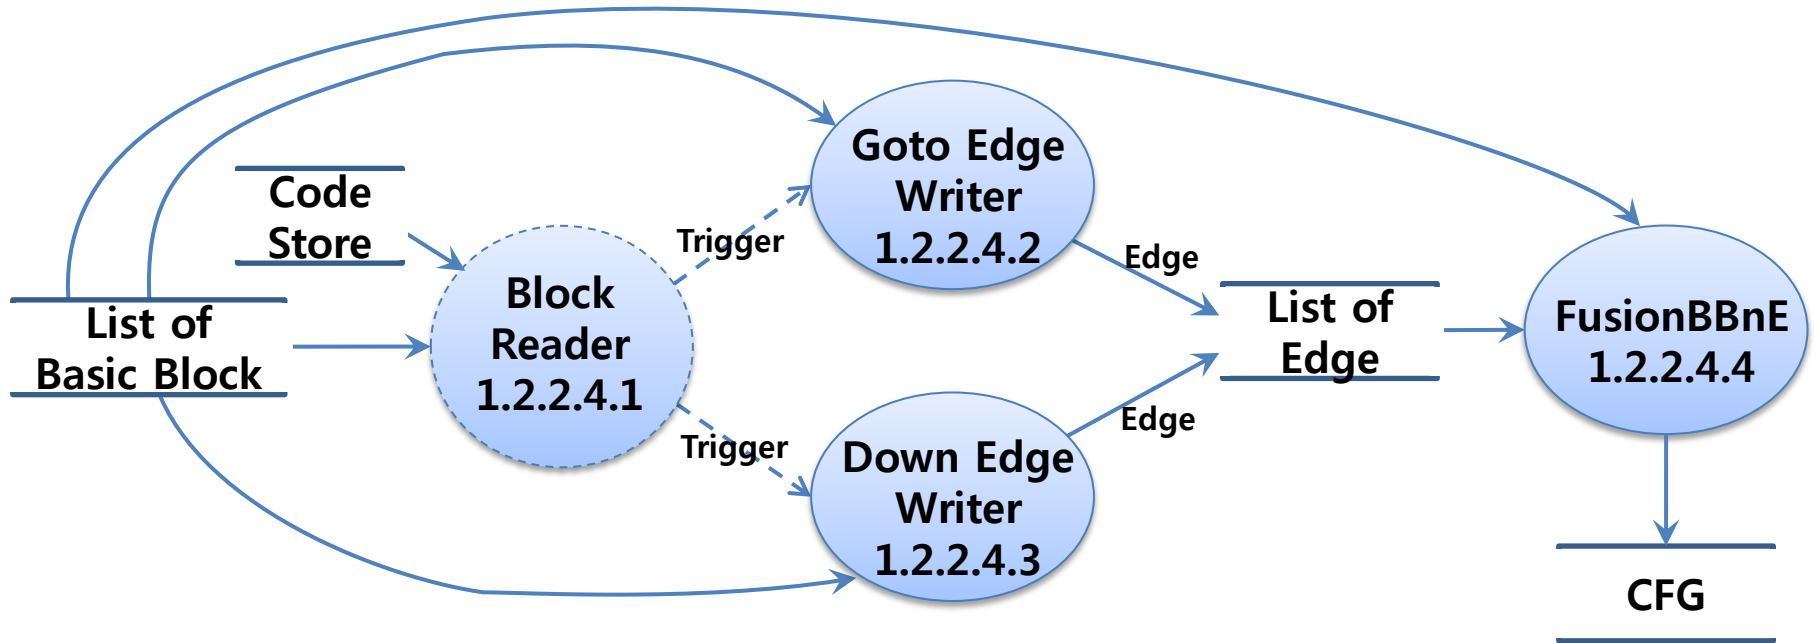 Code
Store
List of
Basic Block
Block
Reader
1.2.2.4.1
Trigger
Trigger
Goto Edge
Writer
1.2.2.4.2
Down Edge
Writer
1.2.2.4.3
Edge
Edge
List of
Edge
FusionBBnE
1.2.2.4.4
CFG